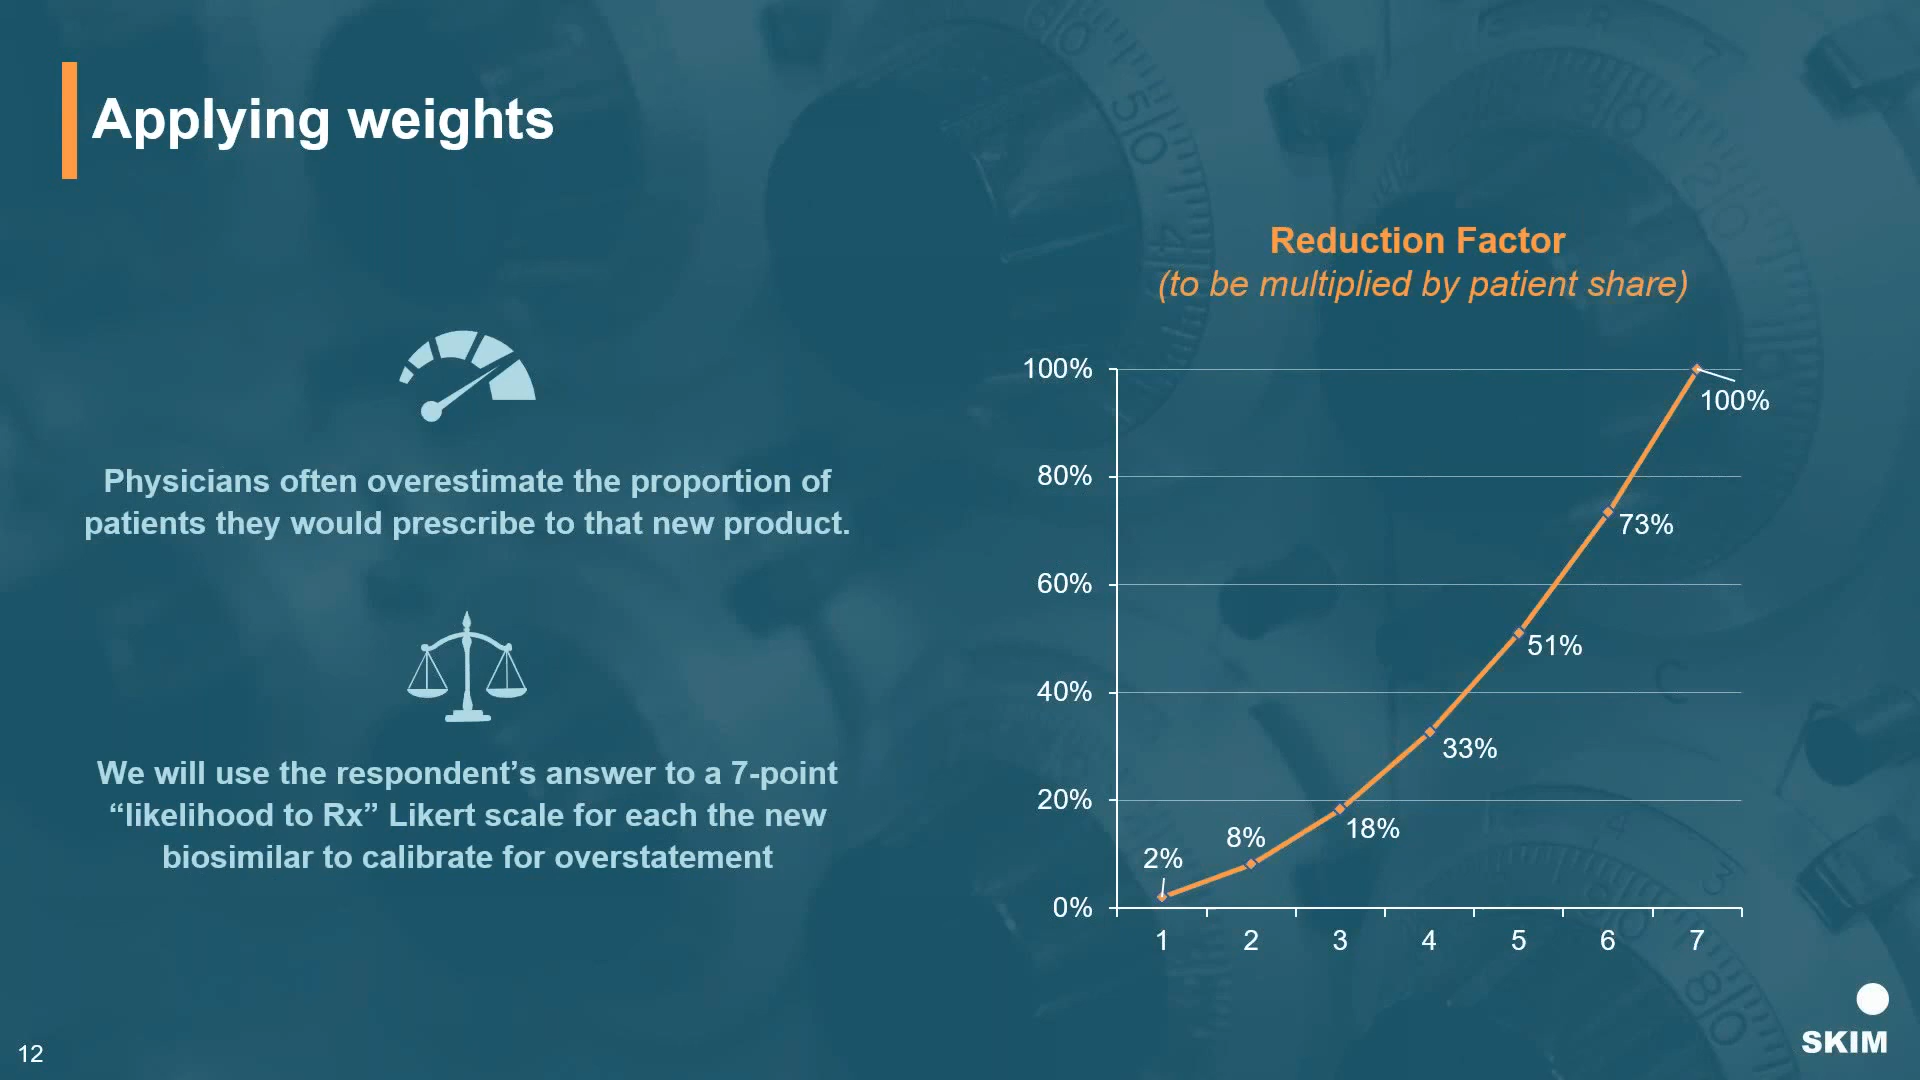 Applying weights
Physicians often overestimate the proportion of
patients they would prescribe to that new product.
We will use the respondent’s answer to a 7-point
“likelihood to Rx” Likert scale for each the new
biosimilar to calibrate for overstatement
Reduction Factor
(to be multiplied by patient share)
100%
80%
60%
40%
20%
0%
2%
8%
18%
33%
51%
73%
100%
1 2 3 4 5 6 7
12
SKIM